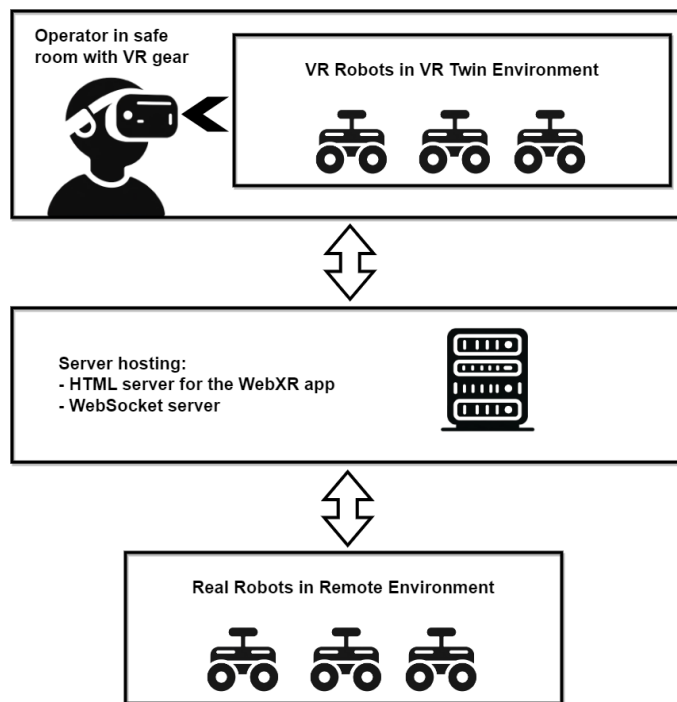 Operator in safe
room with VR gear
VR Robots in VR Twin Environment
Server hosting:
- HTML server for the WebXR app
- WebSocket server
Real Robots in Remote Environment